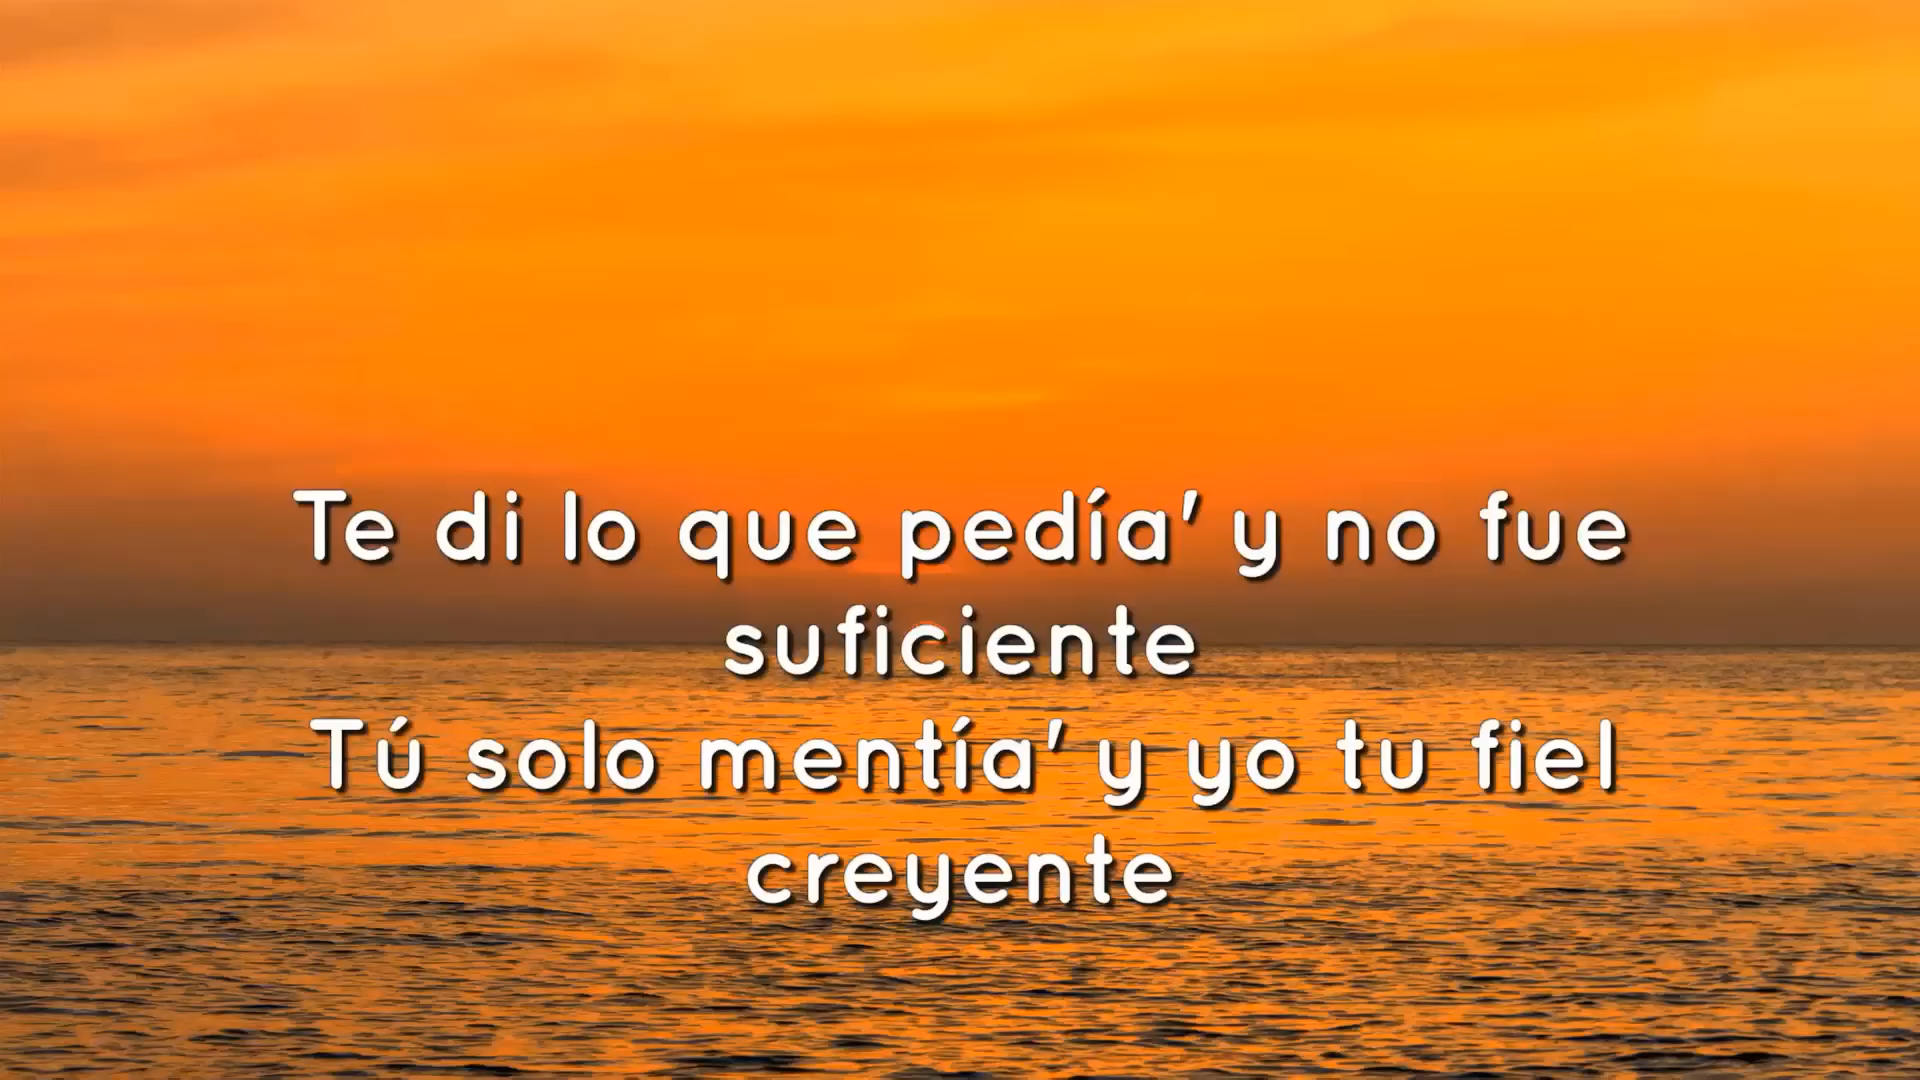 Te di lo que pedía' y no fue
suficiente
Tú solo mentía' y yo tu fiel
creyente